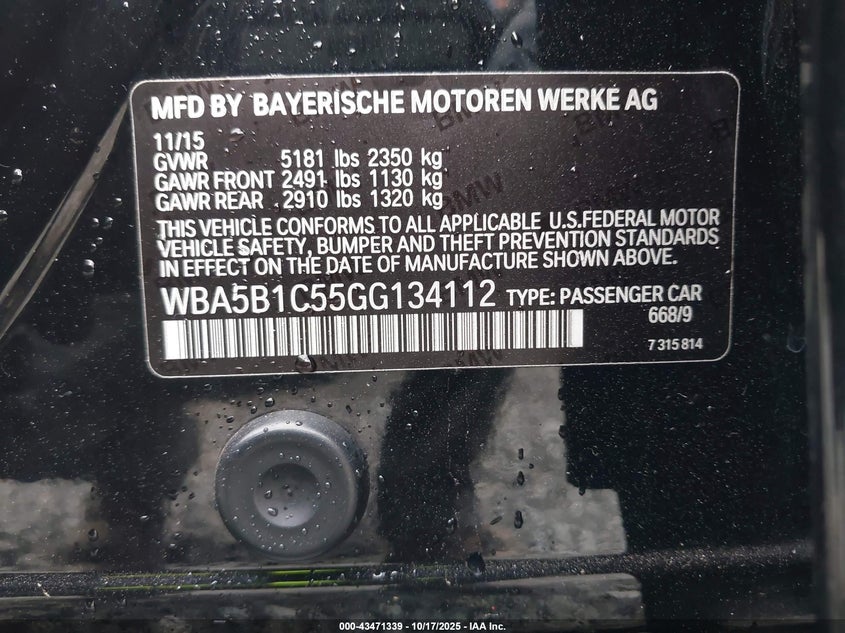 MFD BY BAYERISCHE MOTOREN WERKE AG
11/15
GVWR 5181 lbs 2350 kg
GAWR FRONT 2491 lbs 1130 kg
GAWR REAR 2910 lbs 1320 kg
THIS VEHICLE CONFORMS TO ALL APPLICABLE U.S.FEDERAL MOTOR
VEHICLE SAFETY, BUMPER AND THEFT PREVENTION STANDARDS
IN EFFECT ON THE DATE OF MANUFACTURE SHOWN ABOVE.
WBA5B1C55GG134112 TYPE: PASSENGER CAR
668/9
7 315 814
000-43471339 - 10/17/2025 - IAA Inc.